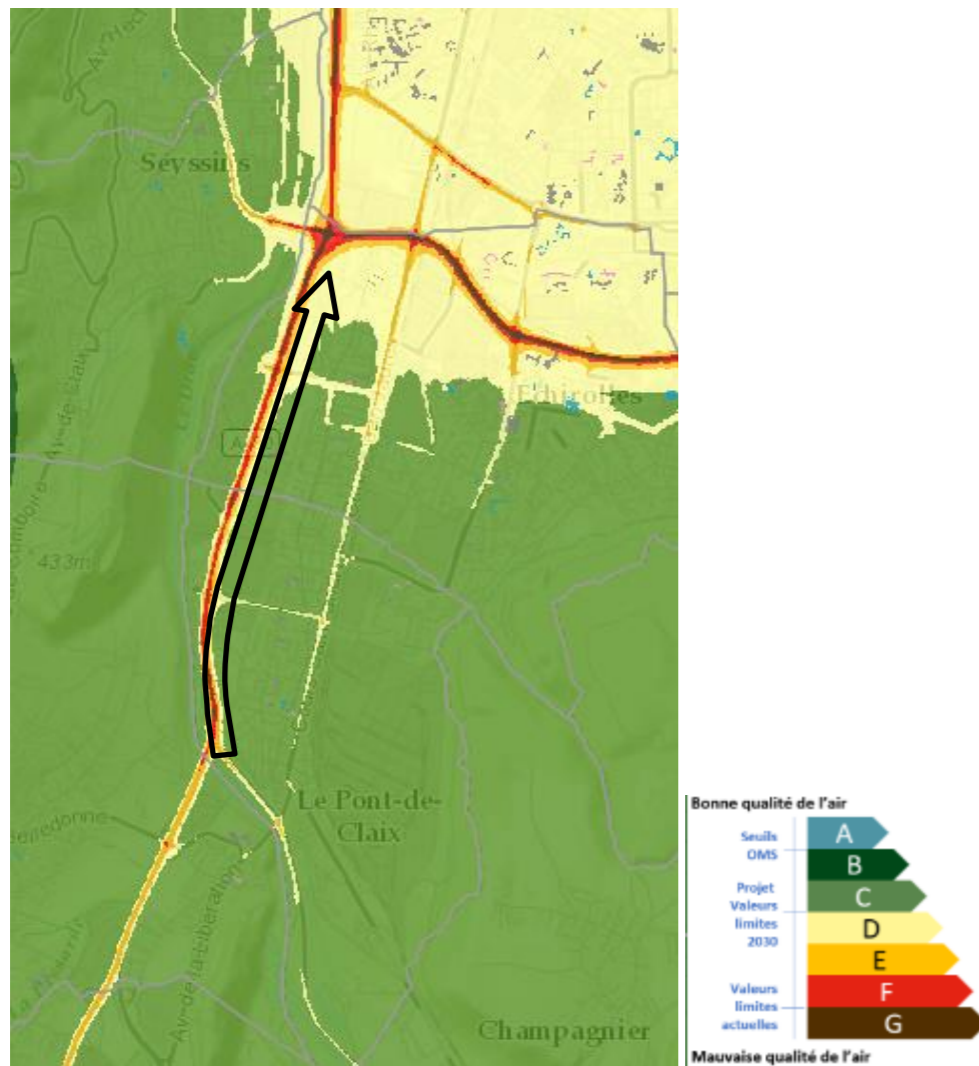 Seyssins
Echirolles
433m
Le Pont-de-
Claix
Av-de-la-Libération
Champagnier
Bonne qualité de l'air
Seuils
OMS
Projet
Valeurs
limites
2030
Valeurs
limites
actuelles
A
B
C
D
E
F
G
Mauvaise qualité de l'air